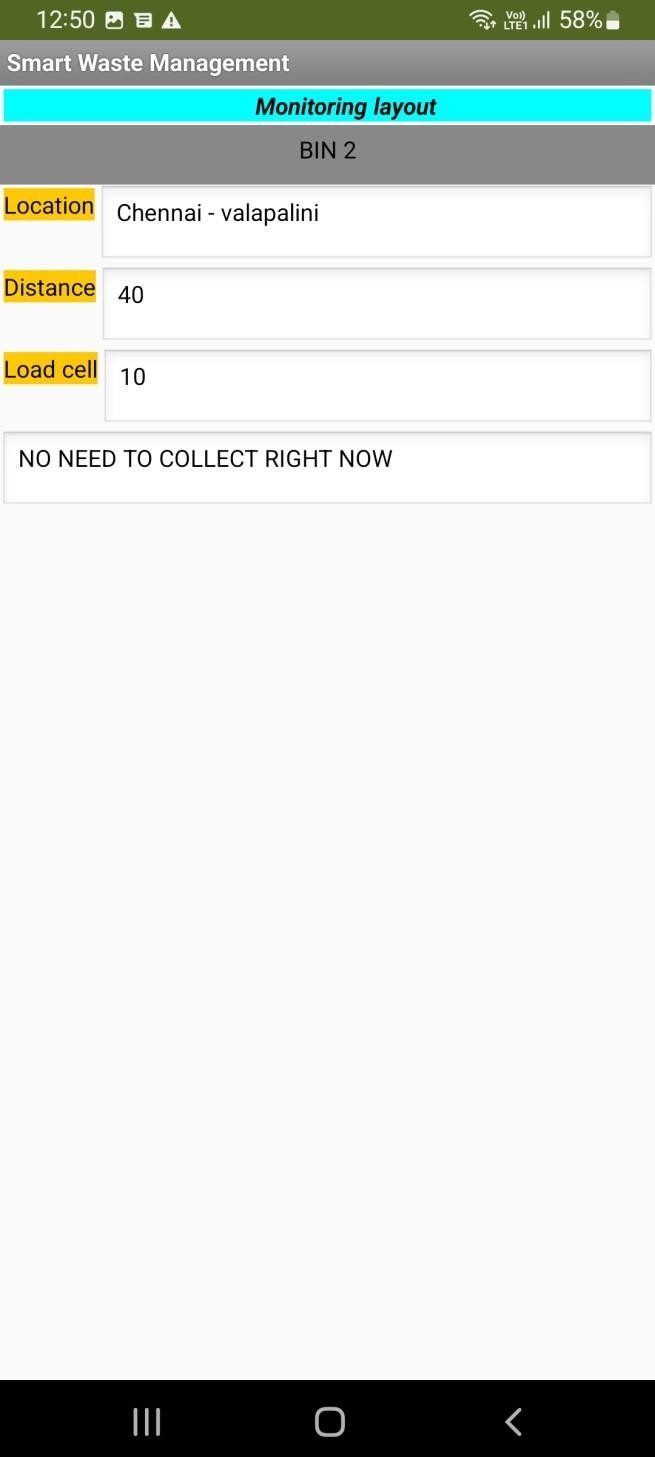 12:50 Vo) LTE1 58%
Smart Waste Management
Monitoring layout
BIN 2
Location Chennai - valapalini
Distance 40
Load cell 10
NO NEED TO COLLECT RIGHT NOW